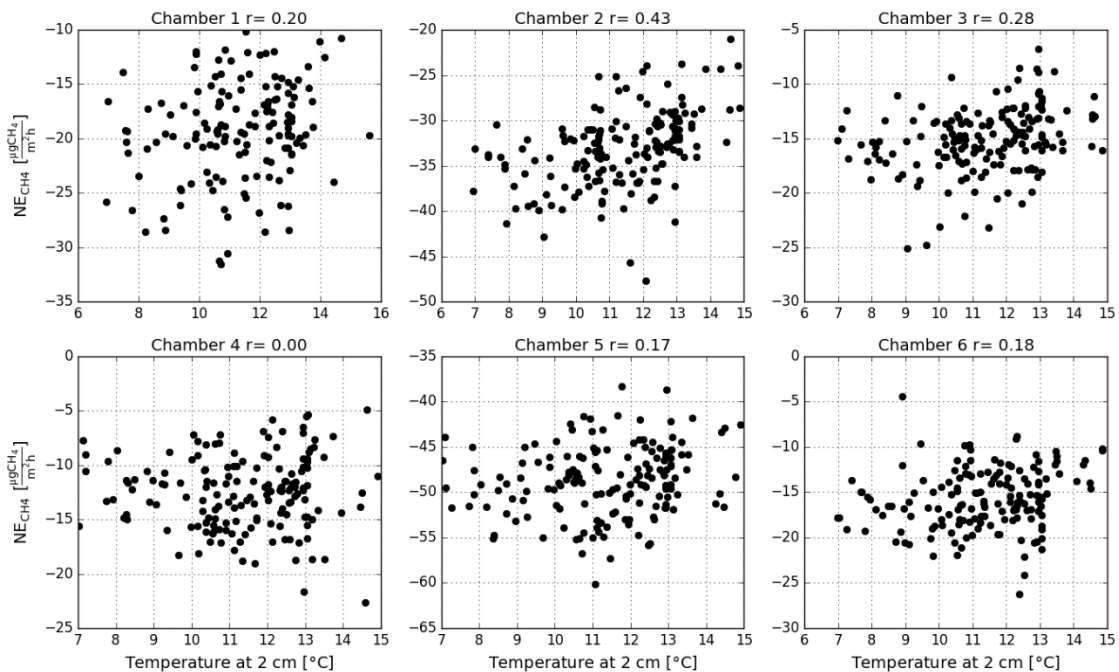 Chamber 1 r= 0.20
Chamber 2 r= 0.43
Chamber 3 r= 0.28
NE_CH4 [μgCH₄/m²h]
−10
−15
−20
−25
−30
−35
6 7 8 9 10 11 12 13 14 15 16
−20
−25
−30
−35
−40
−45
−50
6 7 8 9 10 11 12 13 14 15
−5
−10
−15
−20
−25
−30
6 7 8 9 10 11 12 13 14 15
Chamber 4 r= 0.00
Chamber 5 r= 0.17
Chamber 6 r= 0.18
NE_CH4 [μgCH₄/m²h]
0
−5
−10
−15
−20
−25
7 8 9 10 11 12 13 14 15
−35
−40
−45
−50
−55
−60
−65
7 8 9 10 11 12 13 14 15
0
−5
−10
−15
−20
−25
−30
6 7 8 9 10 11 12 13 14 15
Temperature at 2 cm [°C]
Temperature at 2 cm [°C]
Temperature at 2 cm [°C]